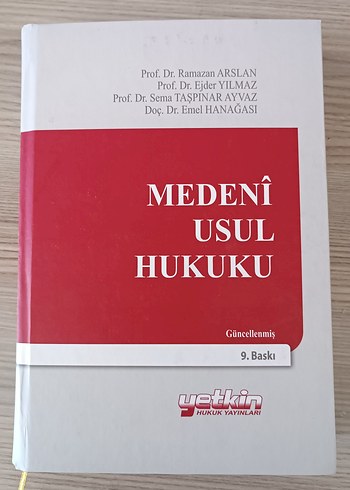 Prof. Dr. Ramazan ARSLAN
Prof. Dr. Ejder YILMAZ
Prof. Dr. Sema TAŞPINAR AYVAZ
Doç. Dr. Emel HANAĞASI
MEDENÎ
USUL
HUKUKU
Güncellenmiş
9. Baskı
yetkin
HUKUK YAYINLARI